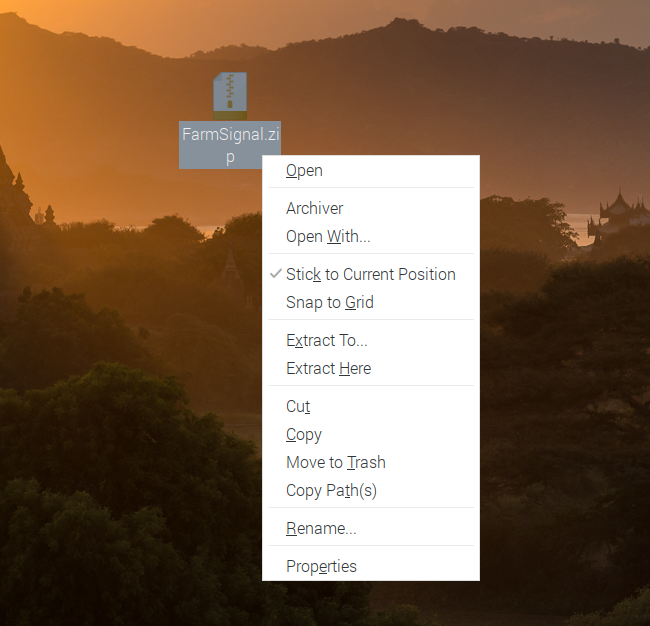 FarmSignal.zi
p
Open
Archiver
Open With...
Stick to Current Position
Snap to Grid
Extract To...
Extract Here
Cut
Copy
Move to Trash
Copy Path(s)
Rename...
Properties